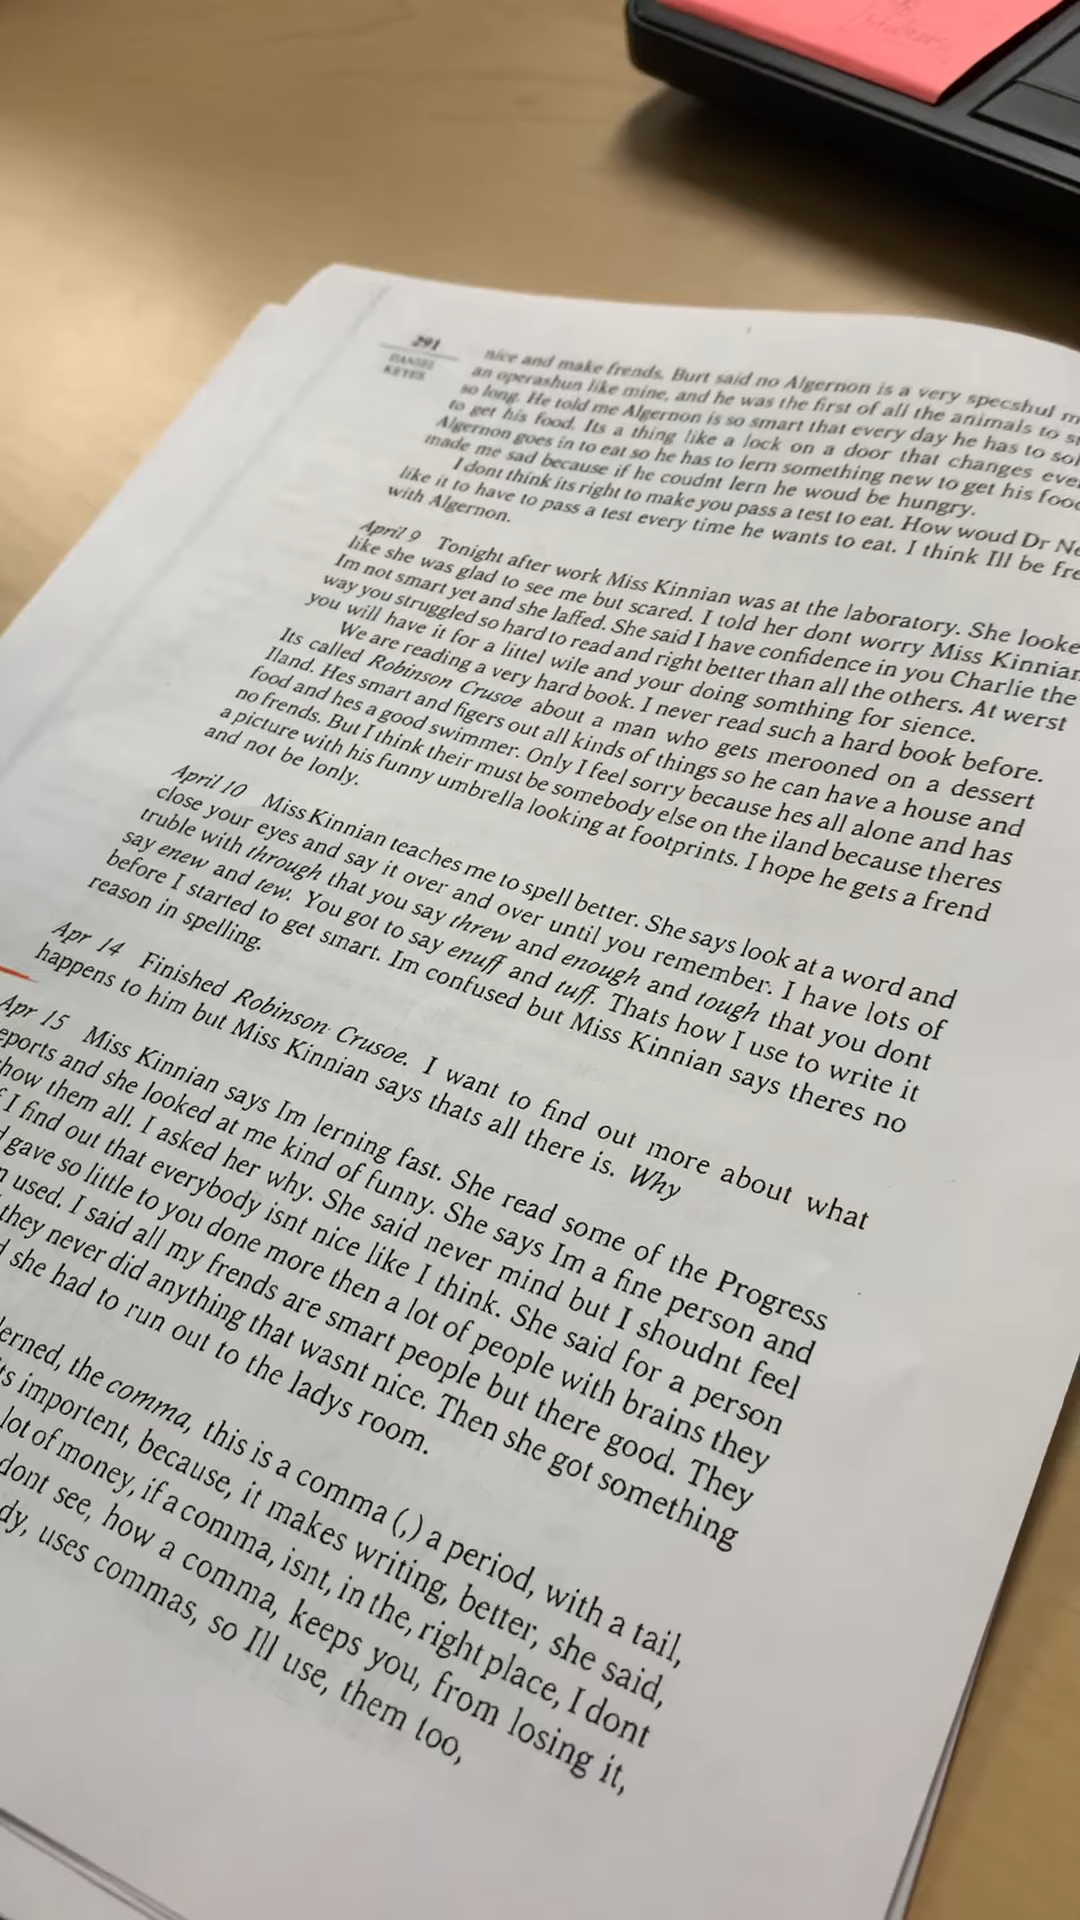 291
DANIEL
KEYES
nice and make frends. Burt said no Algernon is a very specshul
an operashun like mine, and he was the first of all the animals to
so long. He told me Algernon is so smart that every day he has to
to get his food. Its a thing like a lock on a door that changes
Algernon goes in to eat so he has to lern something new to get his
made me sad because if he coudnt lern he woud be hungry.
I dont think its right to make you pass a test to eat. How woud Dr
like it to have to pass a test every time he wants to eat. I think Ill be
with Algernon.
April 9 Tonight after work Miss Kinnian was at the laboratory. She looke
like she was glad to see me but scared. I told her dont worry Miss Kinnian
Im not smart yet and she laffed. She said I have confidence in you Charlie the
way you struggled so hard to read and right better than all the others. At werst
you will have it for a littel wile and your doing somthing for sience.
We are reading a very hard book. I never read such a hard book before.
Its called Robinson Crusoe about a man who gets merooned on a dessert
Iland. Hes smart and figers out all kinds of things so he can have a house and
food and hes a good swimmer. Only I feel sorry because hes all alone and has
no frends. But I think their must be somebody else on the iland because theres
a picture with his funny umbrella looking at footprints. I hope he gets a frend
and not be lonly.
April 10 Miss Kinnian teaches me to spell better. She says look at a word and
close your eyes and say it over and over until you remember. I have lots of
truble with through that you say threw and enough and tough that you dont
say enew and tew. You got to say enuff and tuff. Thats how I use to write it
before I started to get smart. Im confused but Miss Kinnian says theres no
reason in spelling.
Apr 14 Finished Robinson Crusoe. I want to find out more about what
happens to him but Miss Kinnian says thats all there is. Why
Apr 15 Miss Kinnian says Im lerning fast. She read some of the Progress
eports and she looked at me kind of funny. She says Im a fine person and
how them all. I asked her why. She said never mind but I shoudnt feel
I find out that everybody isnt nice like I think. She said for a person
gave so little to you done more then a lot of people with brains they
used. I said all my frends are smart people but there good. They
they never did anything that wasnt nice. Then she got something
she had to run out to the ladys room.
erned, the comma, this is a comma (,) a period, with a tail,
ts importent, because, it makes writing, better, she said,
lot of money, if a comma, isnt, in the, right place, I dont
dont see, how a comma, keeps you, from losing it,
dy, uses commas, so Ill use, them too,